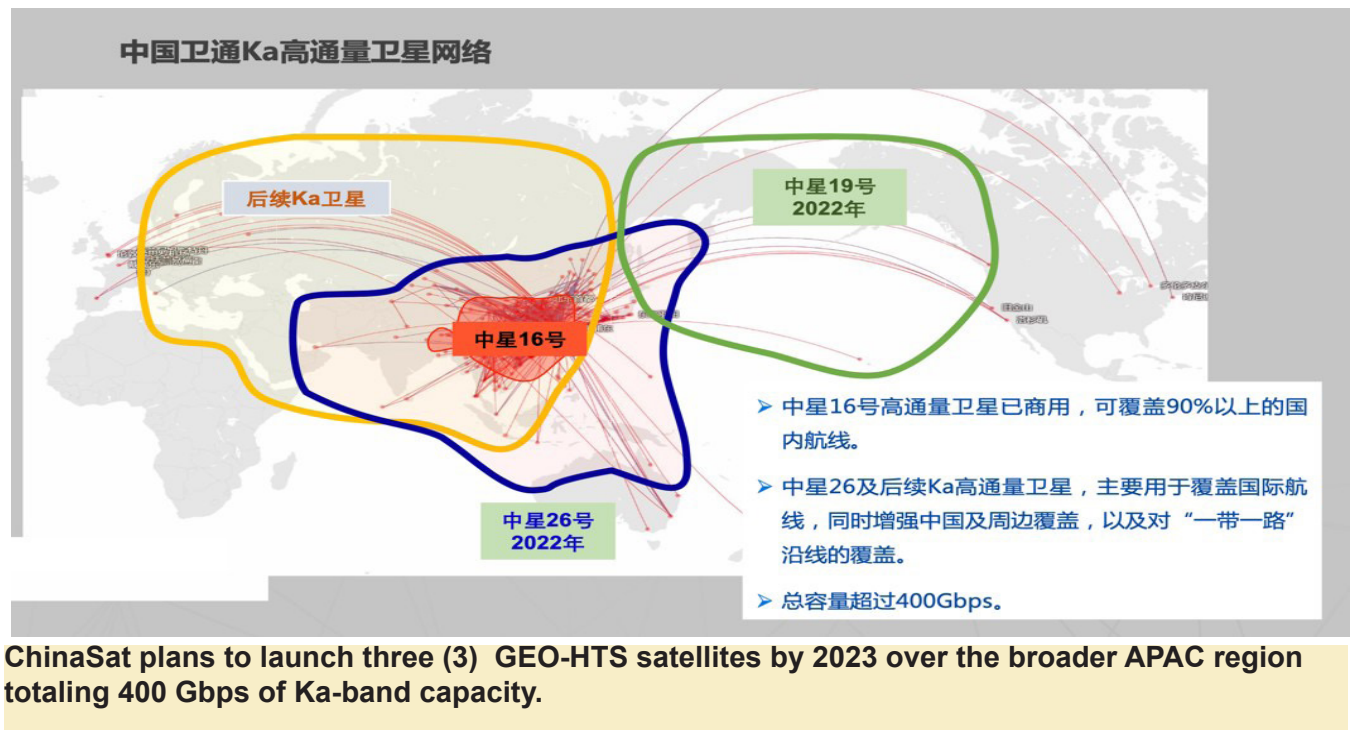 中国卫通Ka高通量卫星网络
后续Ka卫星
中星19号
2022年
中星16号
中星26号
2022年
➢ 中星16号高通量卫星已商用，可覆盖90%以上的国
内航线。
➢ 中星26及后续Ka高通量卫星，主要用于覆盖国际航
线，同时增强中国及周边覆盖，以及对“一带一路”
沿线的覆盖。
➢ 总容量超过400Gbps。
ChinaSat plans to launch three (3) GEO-HTS satellites by 2023 over the broader APAC region
totaling 400 Gbps of Ka-band capacity.